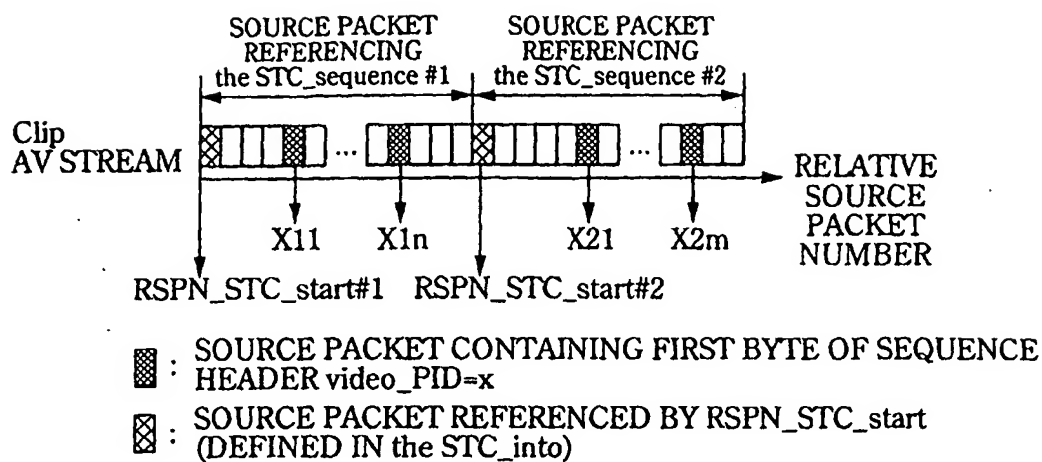 SOURCE PACKET
REFERENCING
the STC_sequence #1
SOURCE PACKET
REFERENCING
the STC_sequence #2
Clip
AV STREAM
...
...
RELATIVE
SOURCE
PACKET
NUMBER
X11
X1n
X21
X2m
RSPN_STC_start#1
RSPN_STC_start#2
: SOURCE PACKET CONTAINING FIRST BYTE OF SEQUENCE
HEADER video_PID=x
: SOURCE PACKET REFERENCED BY RSPN_STC_start
(DEFINED IN the STC_into)